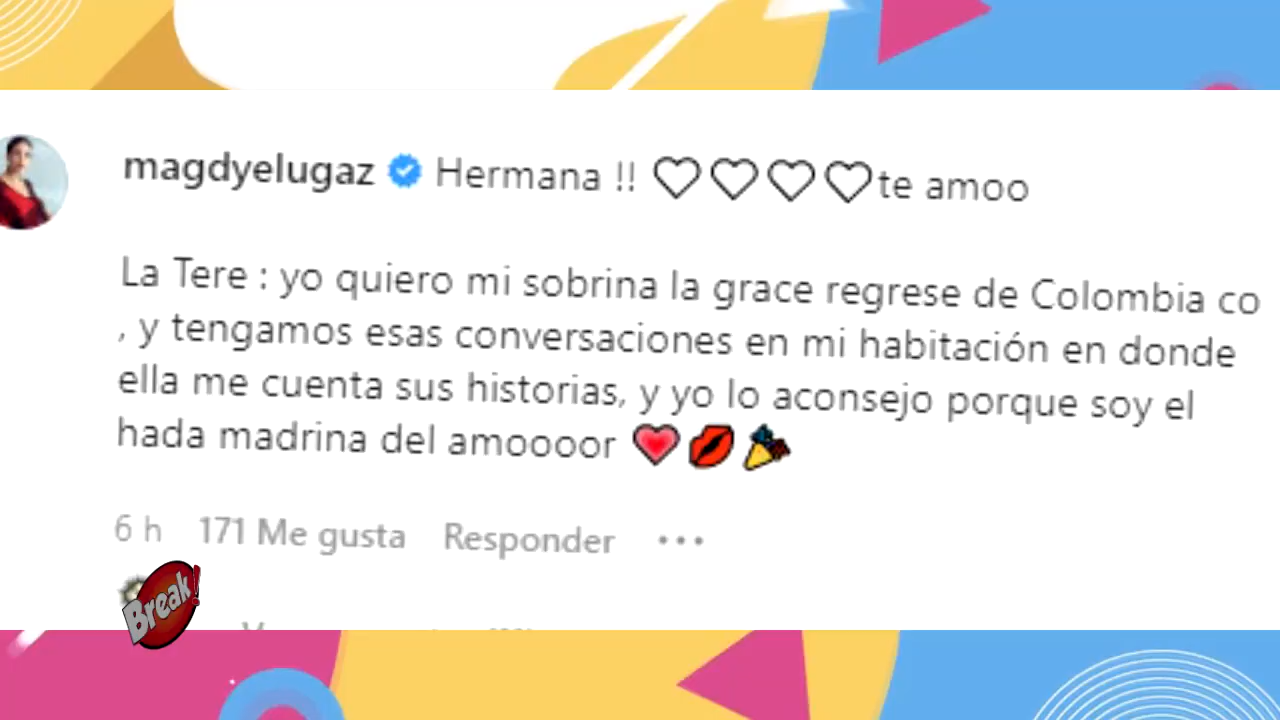 magdyelugaz Hermana !! ♡♡♡♡te amoo
La Tere : yo quiero mi sobrina la grace regrese de Colombia co
, y tengamos esas conversaciones en mi habitación en donde
ella me cuenta sus historias, y yo lo aconsejo porque soy el
hada madrina del amoooor ❤️💋🎉
6 h 171 Me gusta Responder •••
Break!